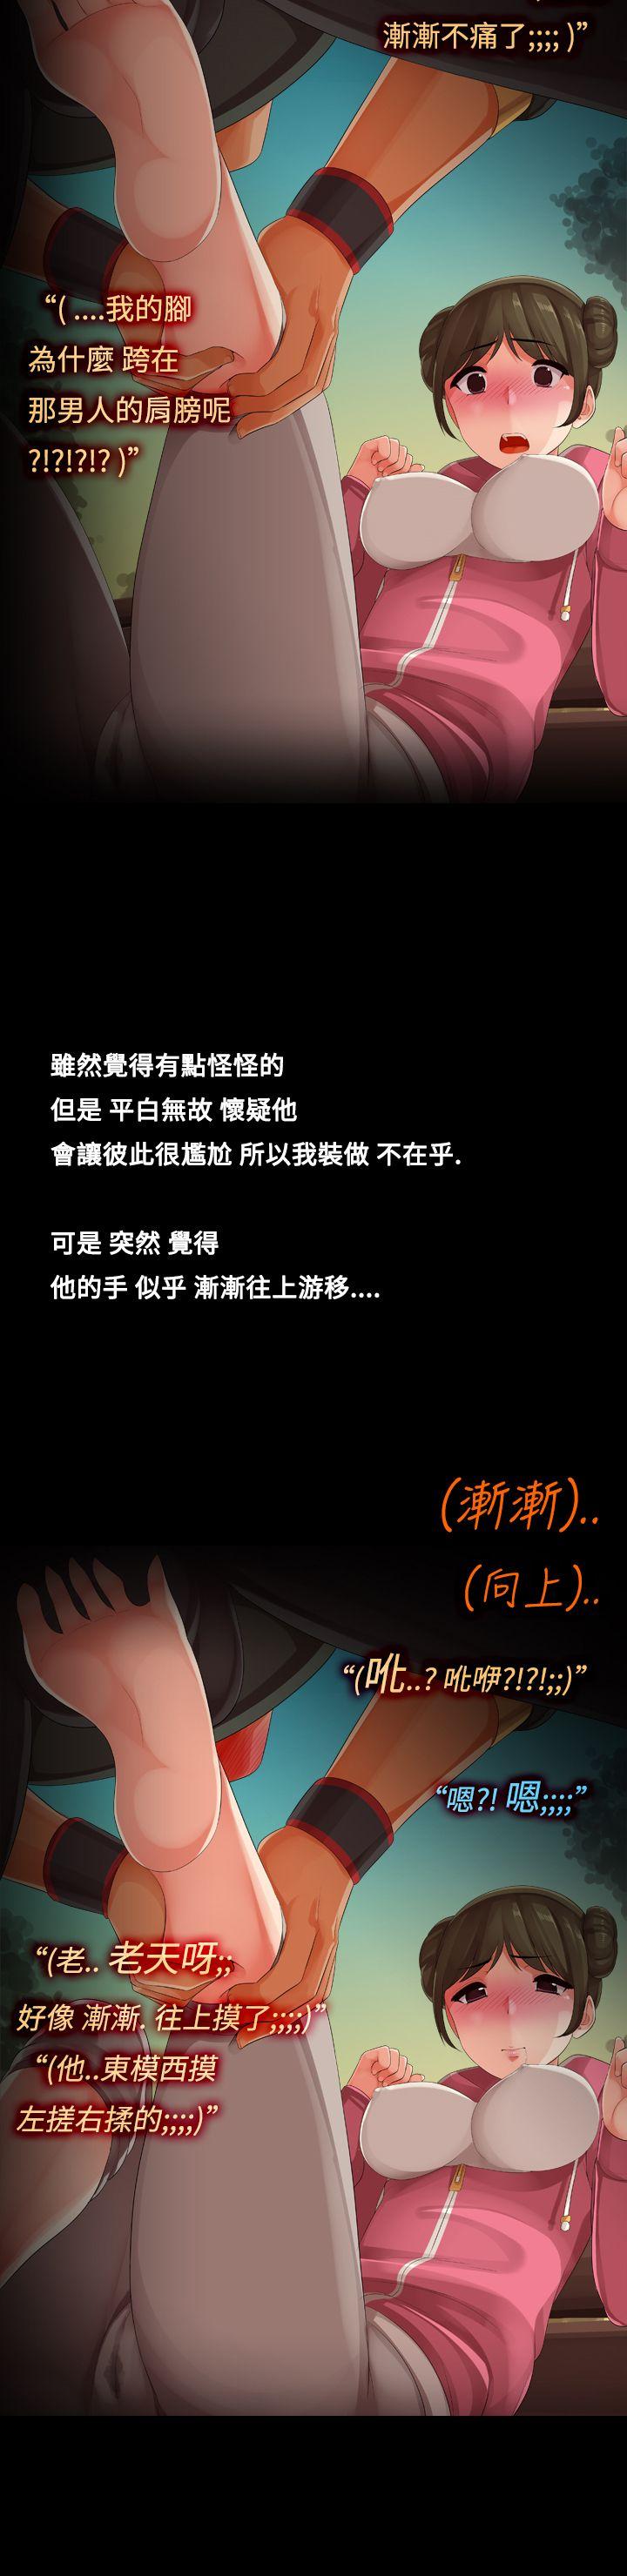 漸漸不痛了;;;; )”
“( ....我的腳
為什麼 跨在
那男人的肩膀呢
?!?!?!? )”
雖然覺得有點怪怪的
但是 平白無故 懷疑他
會讓彼此很尷尬 所以我裝做 不在乎.
可是 突然 覺得
他的手 似乎 漸漸往上游移....
(漸漸)..
(向上)..
“(吪..? 吪咿?!?!;;)”
“嗯?! 嗯;;;;”
“(老.. 老天呀;;
好像 漸漸. 往上摸了;;;;)”
“(他..東模西摸
左搓右揉的;;;;)”